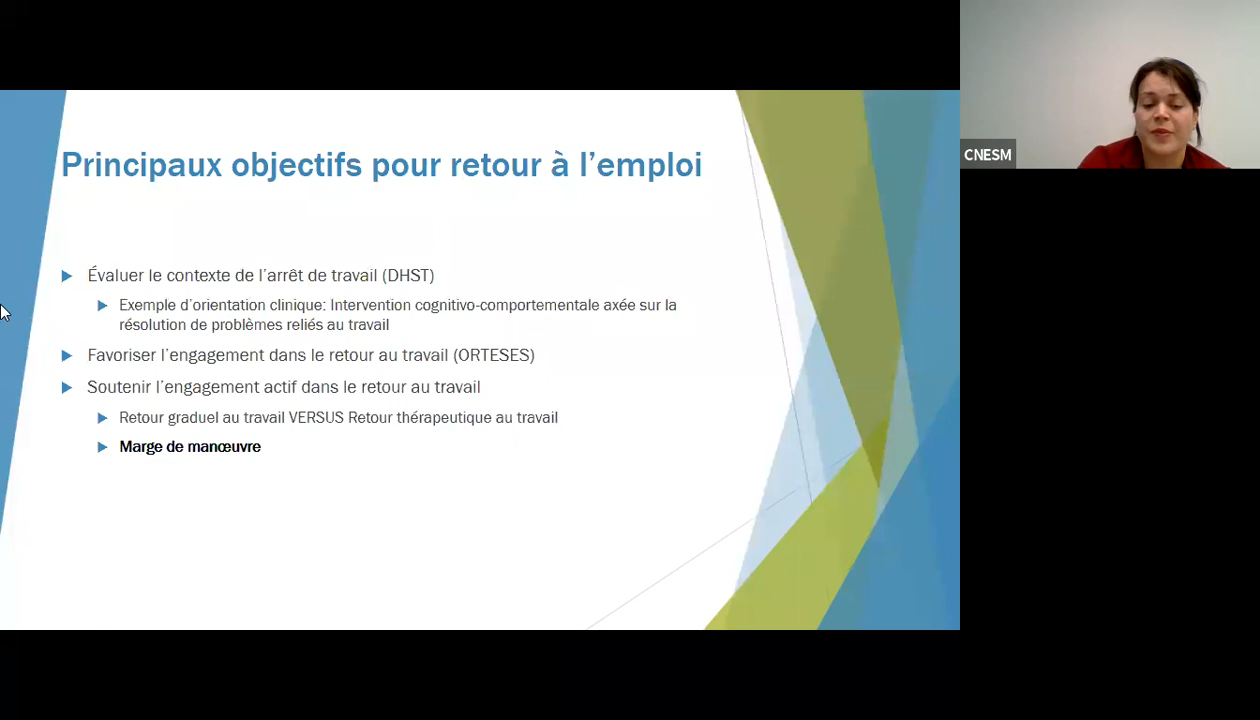 Principaux objectifs pour retour à l'emploi
Évaluer le contexte de l'arrêt de travail (DHST)
Exemple d'orientation clinique: Intervention cognitivo-comportementale axée sur la
résolution de problèmes reliés au travail
Favoriser l'engagement dans le retour au travail (ORTESES)
Soutenir l'engagement actif dans le retour au travail
Retour graduel au travail VERSUS Retour thérapeutique au travail
Marge de manœuvre
CNESM